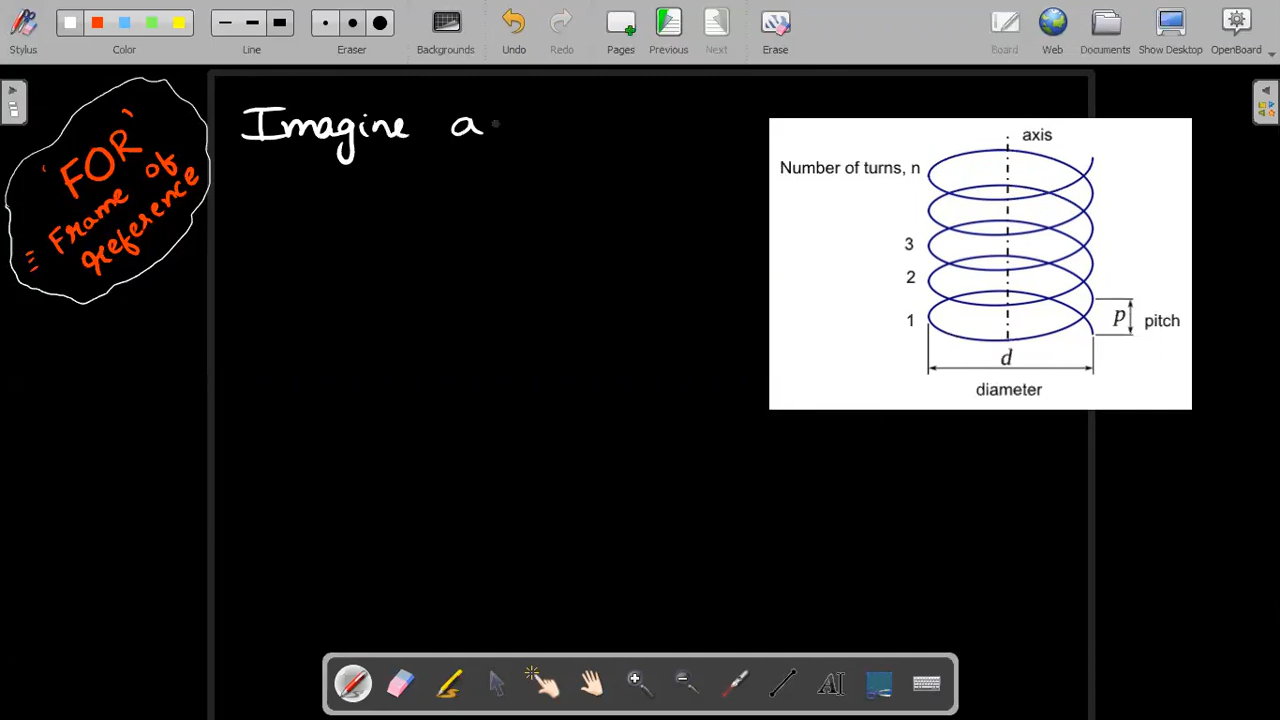 Stylus
Color
Line
Eraser
Backgrounds
Undo
Redo
Pages
Previous
Next
Erase
Board
Web
Documents
Show Desktop
OpenBoard
'FOR'
≡ Frame of
Reference
Imagine a
axis
Number of turns, n
3
2
1
p pitch
d
diameter
AI